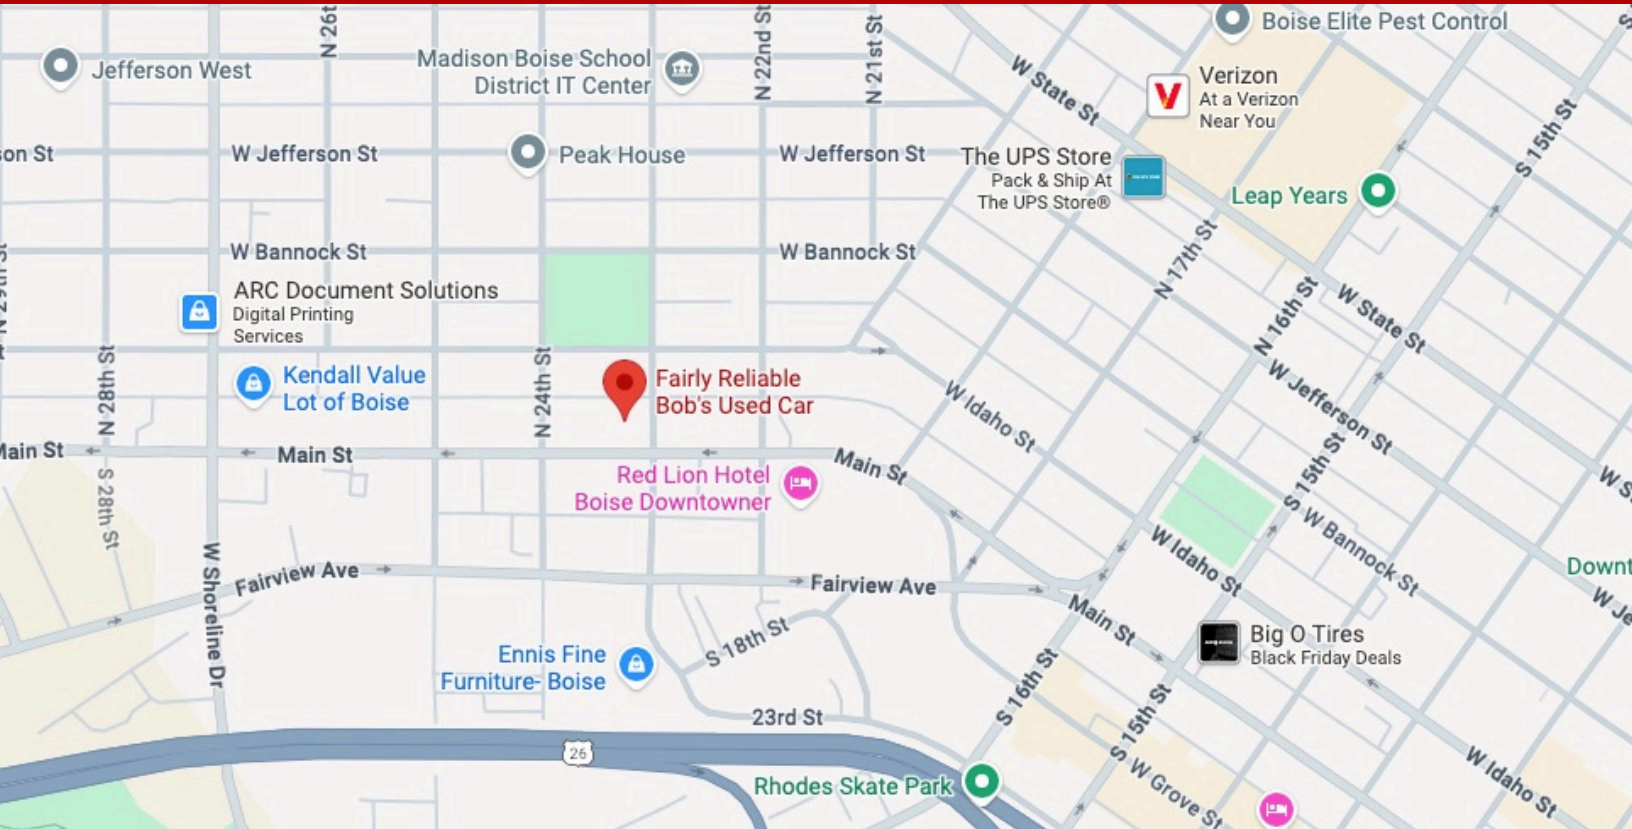 N 26t
N 22nd St
N 21st St
Boise Elite Pest Control
Jefferson West
Madison Boise School
District IT Center
W State St
Verizon
At a Verizon
Near You
S 15th St
son St
W Jefferson St
Peak House
W Jefferson St
The UPS Store
Pack & Ship At
The UPS Store®
Leap Years
N 29th St
W Bannock St
W Bannock St
N 17th St
ARC Document Solutions
Digital Printing
Services
N 16th St
W State St
N 28th St
Kendall Value
Lot of Boise
N 24th St
Fairly Reliable
Bob's Used Car
W Idaho St
W Jefferson St
Main St
Main St
Main St
Red Lion Hotel
Boise Downtowner
S 15th St
W S
S 28th St
W Bannock St
W Idaho St
W Shoreline Dr
Fairview Ave
Fairview Ave
Downt
W Je
Main St
S 18th St
Big O Tires
Black Friday Deals
Ennis Fine
Furniture- Boise
S 16th St
S 15th St
23rd St
26
Rhodes Skate Park
W Grove St
W Idaho St